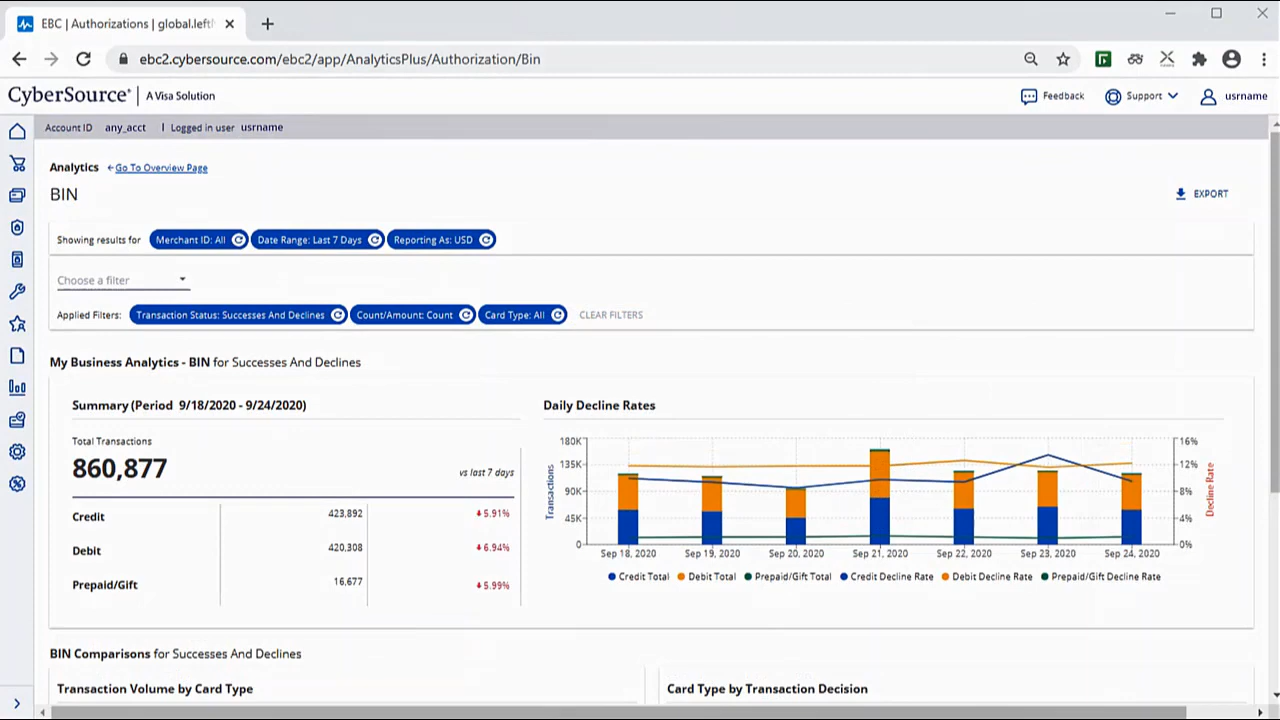 EBC | Authorizations | global.left
ebc2.cybersource.com/ebc2/app/AnalyticsPlus/Authorization/Bin
CyberSource® | A Visa Solution
Feedback
Support
usrname
Account ID any_acct | Logged in user usrname
Analytics Go To Overview Page
BIN
EXPORT
Showing results for Merchant ID: All Date Range: Last 7 Days Reporting As: USD
Choose a filter
Applied Filters: Transaction Status: Successes And Declines Count/Amount: Count Card Type: All CLEAR FILTERS
My Business Analytics - BIN for Successes And Declines
Summary (Period 9/18/2020 - 9/24/2020)
Total Transactions
860,877
vs last 7 days
Credit 423,892 5.91%
Debit 420,308 6.94%
Prepaid/Gift 16,677 5.99%
Daily Decline Rates
Transactions
180K
135K
90K
45K
0
16%
12%
8%
4%
0%
Decline Rate
Sep 18, 2020 Sep 19, 2020 Sep 20, 2020 Sep 21, 2020 Sep 22, 2020 Sep 23, 2020 Sep 24, 2020
Credit Total Debit Total Prepaid/Gift Total Credit Decline Rate Debit Decline Rate Prepaid/Gift Decline Rate
BIN Comparisons for Successes And Declines
Transaction Volume by Card Type
Card Type by Transaction Decision